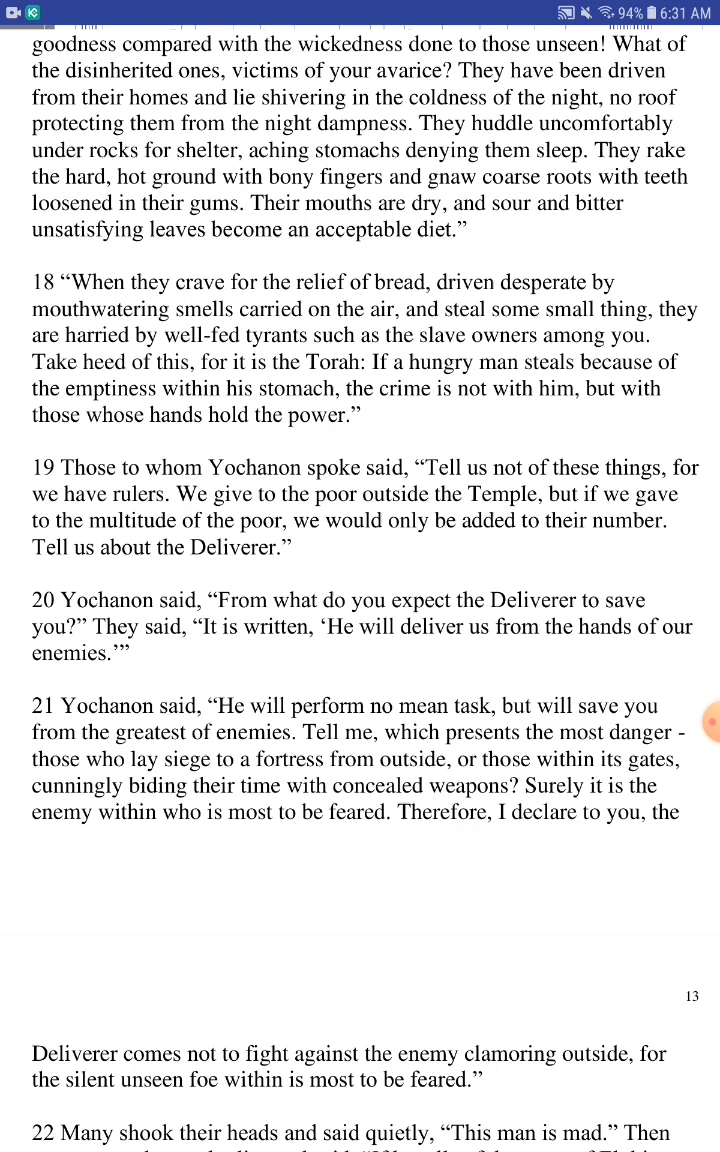 94% 6:31 AM
goodness compared with the wickedness done to those unseen! What of
the disinherited ones, victims of your avarice? They have been driven
from their homes and lie shivering in the coldness of the night, no roof
protecting them from the night dampness. They huddle uncomfortably
under rocks for shelter, aching stomachs denying them sleep. They rake
the hard, hot ground with bony fingers and gnaw coarse roots with teeth
loosened in their gums. Their mouths are dry, and sour and bitter
unsatisfying leaves become an acceptable diet.”
18 “When they crave for the relief of bread, driven desperate by
mouthwatering smells carried on the air, and steal some small thing, they
are harried by well-fed tyrants such as the slave owners among you.
Take heed of this, for it is the Torah: If a hungry man steals because of
the emptiness within his stomach, the crime is not with him, but with
those whose hands hold the power.”
19 Those to whom Yochanon spoke said, “Tell us not of these things, for
we have rulers. We give to the poor outside the Temple, but if we gave
to the multitude of the poor, we would only be added to their number.
Tell us about the Deliverer.”
20 Yochanon said, “From what do you expect the Deliverer to save
you?” They said, “It is written, ‘He will deliver us from the hands of our
enemies.’”
21 Yochanon said, “He will perform no mean task, but will save you
from the greatest of enemies. Tell me, which presents the most danger -
those who lay siege to a fortress from outside, or those within its gates,
cunningly biding their time with concealed weapons? Surely it is the
enemy within who is most to be feared. Therefore, I declare to you, the
13
Deliverer comes not to fight against the enemy clamoring outside, for
the silent unseen foe within is most to be feared.”
22 Many shook their heads and said quietly, “This man is mad.” Then